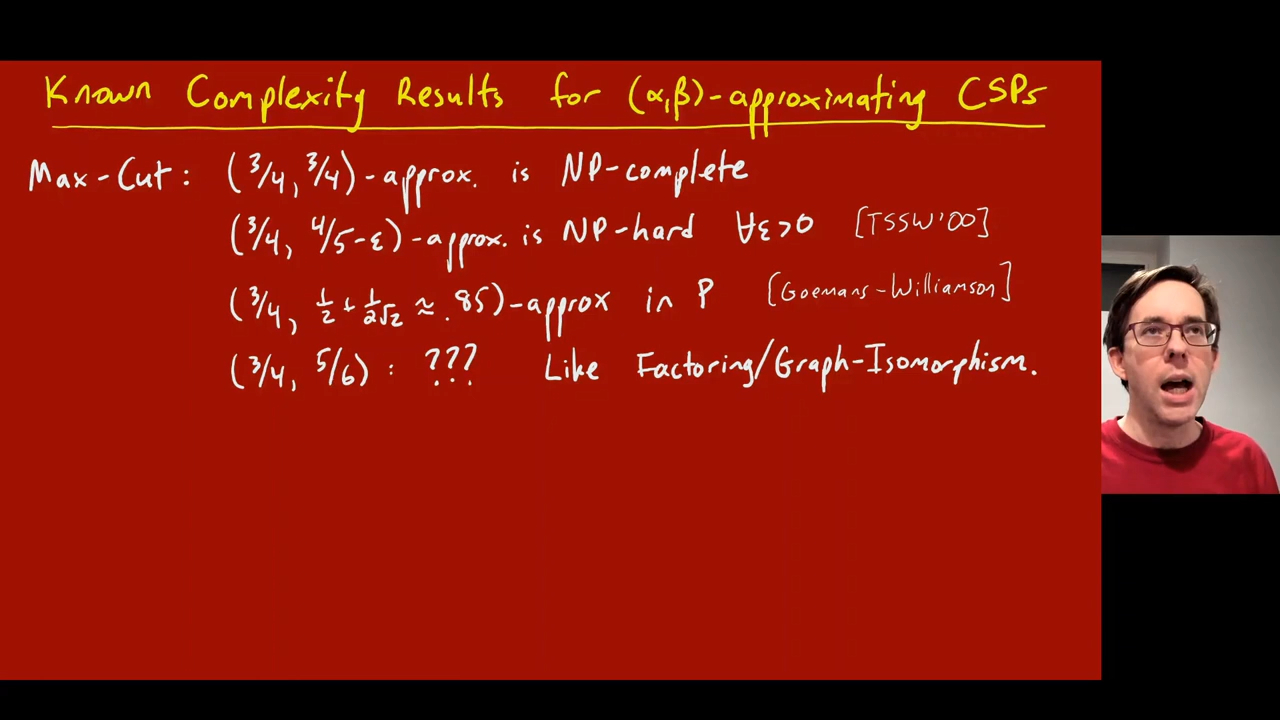 Known Complexity Results for (α,β)-approximating CSPs
Max-Cut: (3/4, 3/4)-approx. is NP-complete
(3/4, 4/5-ε)-approx. is NP-hard ∀ε>0 [TSSW'00]
(3/4, 1/2 + 1/2√2 ≈ .85)-approx in P [Goemans-Williamson]
(3/4, 5/6) : ??? Like Factoring/Graph-Isomorphism.